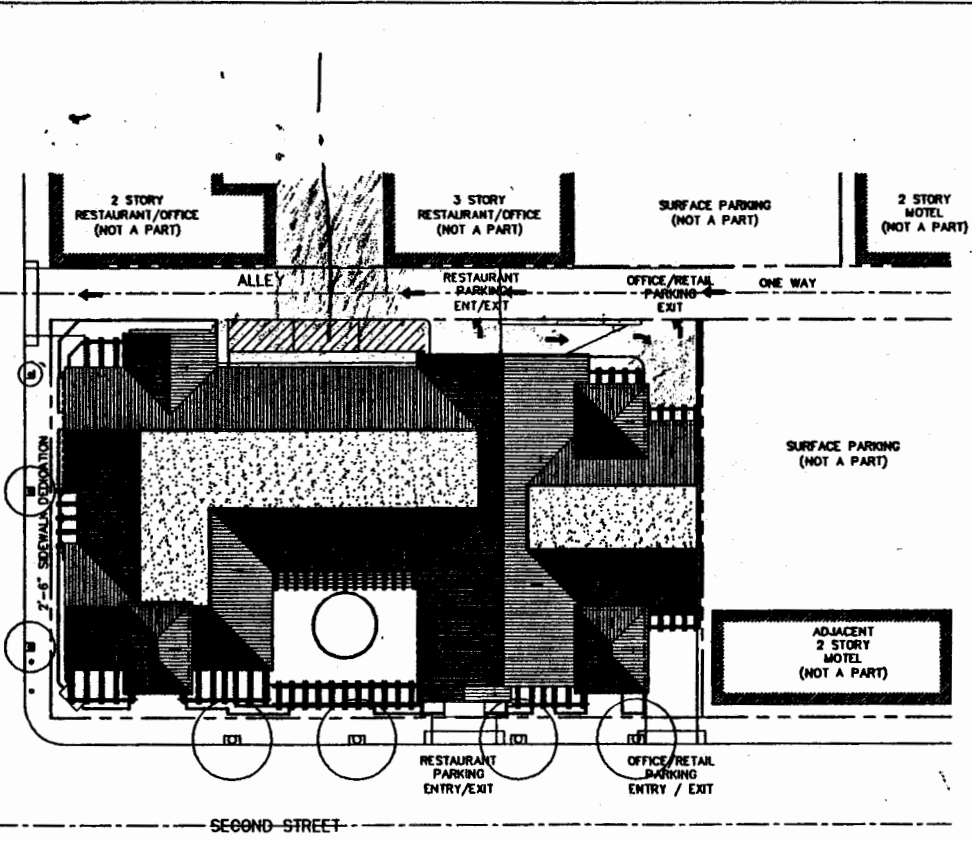 2 STORY
RESTAURANT/OFFICE
(NOT A PART)
3 STORY
RESTAURANT/OFFICE
(NOT A PART)
SURFACE PARKING
(NOT A PART)
2 STORY
MOTEL
(NOT A PART)
ALLEY
RESTAURANT
PARKING
ENT/EXIT
OFFICE/RETAIL
PARKING
EXIT
ONE WAY
2'-6" SIDEWALK DEDICATION
SURFACE PARKING
(NOT A PART)
ADJACENT
2 STORY
MOTEL
(NOT A PART)
RESTAURANT
PARKING
ENTRY/EXIT
OFFICE/RETAIL
PARKING
ENTRY / EXIT
SECOND STREET